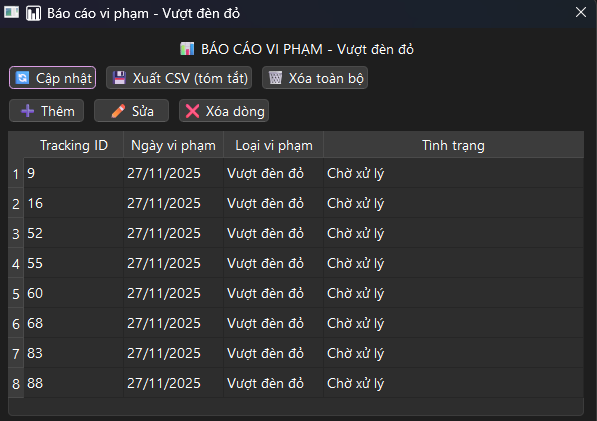 Báo cáo vi phạm - Vượt đèn đỏ
BÁO CÁO VI PHẠM - Vượt đèn đỏ
Cập nhật Xuất CSV (tóm tắt) Xóa toàn bộ
Thêm Sửa Xóa dòng
Tracking ID Ngày vi phạm Loại vi phạm Tình trạng
1 9 27/11/2025 Vượt đèn đỏ Chờ xử lý
2 16 27/11/2025 Vượt đèn đỏ Chờ xử lý
3 52 27/11/2025 Vượt đèn đỏ Chờ xử lý
4 55 27/11/2025 Vượt đèn đỏ Chờ xử lý
5 60 27/11/2025 Vượt đèn đỏ Chờ xử lý
6 68 27/11/2025 Vượt đèn đỏ Chờ xử lý
7 83 27/11/2025 Vượt đèn đỏ Chờ xử lý
8 88 27/11/2025 Vượt đèn đỏ Chờ xử lý